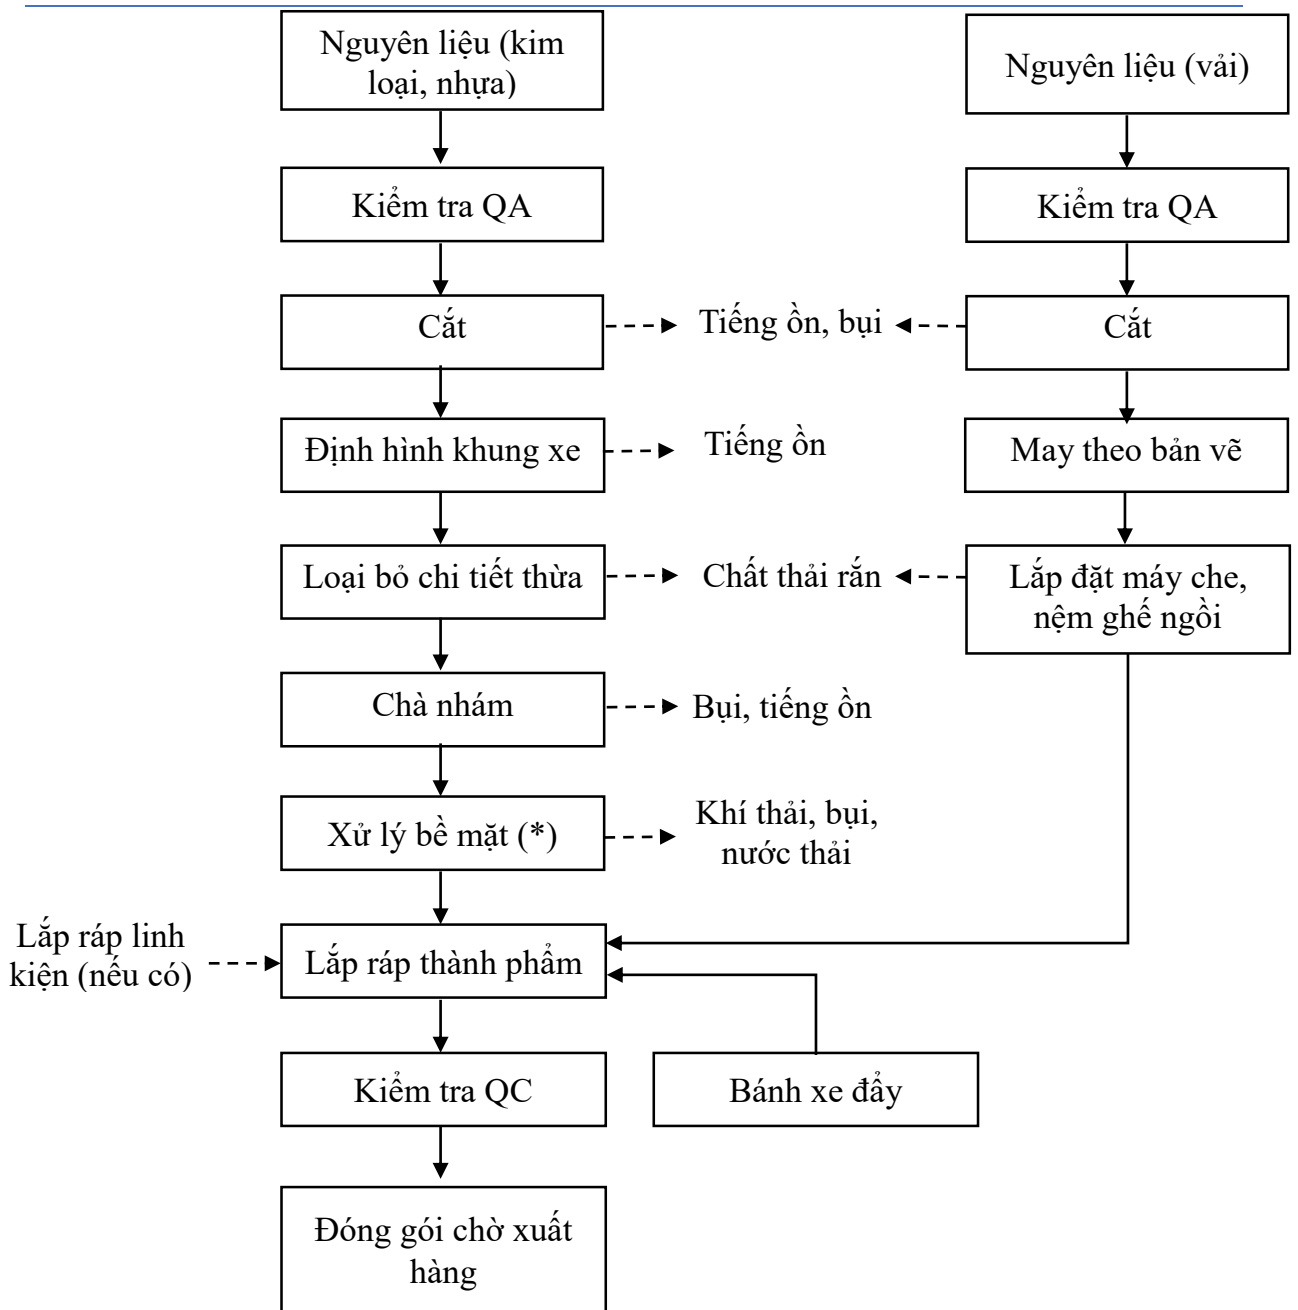 Nguyên liệu (kim
loại, nhựa)
Nguyên liệu (vải)
Kiểm tra QA
Kiểm tra QA
Cắt
Tiếng ồn, bụi
Cắt
Định hình khung xe
Tiếng ồn
May theo bản vẽ
Loại bỏ chi tiết thừa
Chất thải rắn
Lắp đặt máy che,
nệm ghế ngồi
Chà nhám
Bụi, tiếng ồn
Xử lý bề mặt (*)
Khí thải, bụi,
nước thải
Lắp ráp linh
kiện (nếu có)
Lắp ráp thành phẩm
Kiểm tra QC
Bánh xe đẩy
Đóng gói chờ xuất
hàng